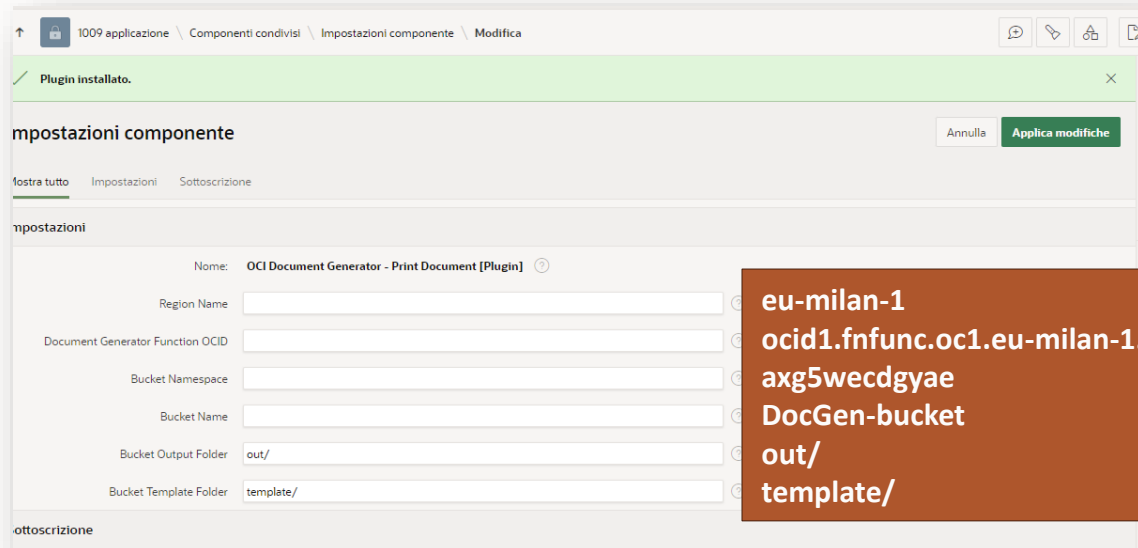 1009 applicazione \ Componenti condivisi \ Impostazioni componente \ Modifica
Plugin installato.
mpostazioni componente
Annulla
Applica modifiche
Mostra tutto Impostazioni Sottoscrizione
mpostazioni
Nome: OCI Document Generator - Print Document [Plugin]
Region Name
eu-milan-1
Document Generator Function OCID
ocid1.fnfunc.oc1.eu-milan-1.
Bucket Namespace
axg5wecdgyae
Bucket Name
DocGen-bucket
Bucket Output Folder out/
out/
Bucket Template Folder template/
template/
ottoscrizione